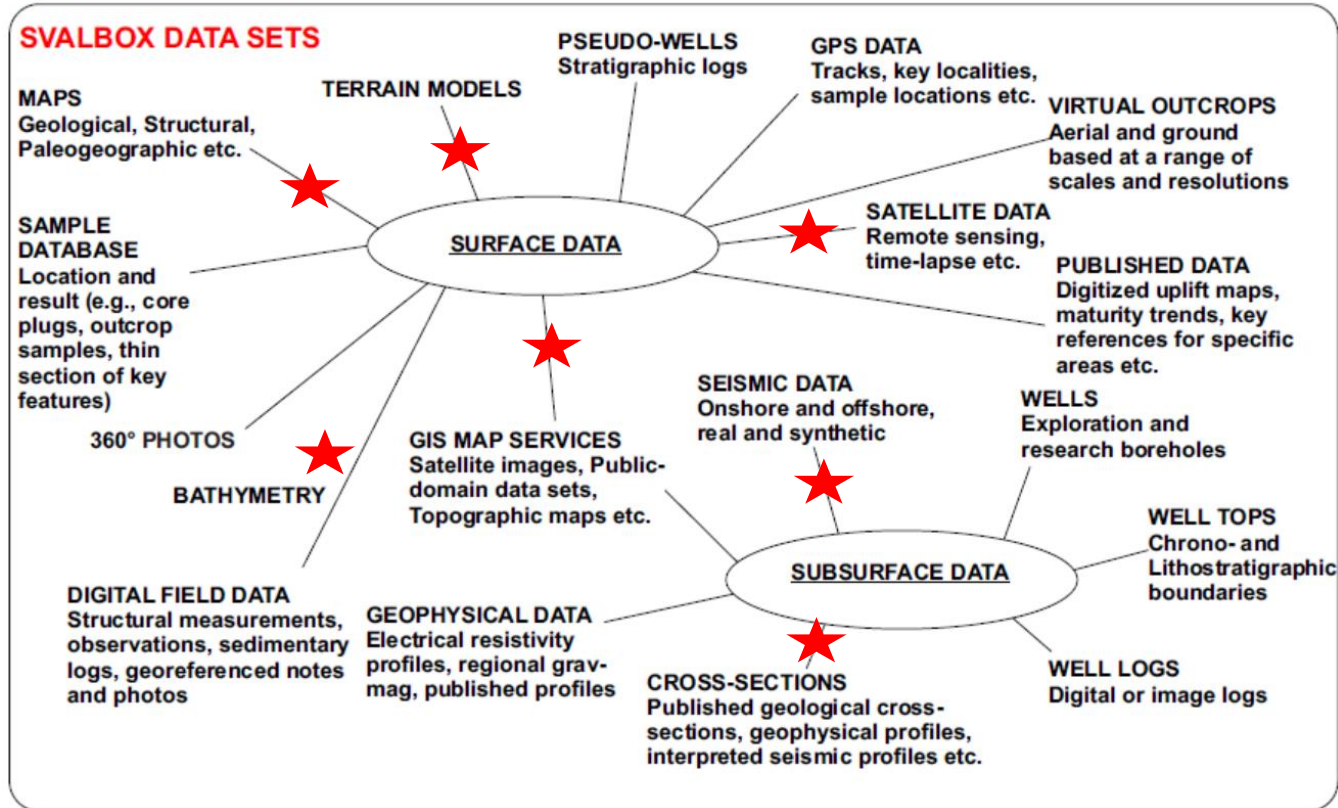 SVALBOX DATA SETS
MAPS
Geological, Structural,
Paleogeographic etc.
TERRAIN MODELS
PSEUDO-WELLS
Stratigraphic logs
GPS DATA
Tracks, key localities,
sample locations etc.
VIRTUAL OUTCROPS
Aerial and ground
based at a range of
scales and resolutions
SAMPLE
DATABASE
Location and
result (e.g., core
plugs, outcrop
samples, thin
section of key
features)
SURFACE DATA
SATELLITE DATA
Remote sensing,
time-lapse etc.
PUBLISHED DATA
Digitized uplift maps,
maturity trends, key
references for specific
areas etc.
360° PHOTOS
BATHYMETRY
GIS MAP SERVICES
Satellite images, Public-
domain data sets,
Topographic maps etc.
SEISMIC DATA
Onshore and offshore,
real and synthetic
WELLS
Exploration and
research boreholes
DIGITAL FIELD DATA
Structural measurements,
observations, sedimentary
logs, georeferenced notes
and photos
GEOPHYSICAL DATA
Electrical resistivity
profiles, regional grav-
mag, published profiles
SUBSURFACE DATA
WELL TOPS
Chrono- and
Lithostratigraphic
boundaries
CROSS-SECTIONS
Published geological cross-
sections, geophysical profiles,
interpreted seismic profiles etc.
WELL LOGS
Digital or image logs